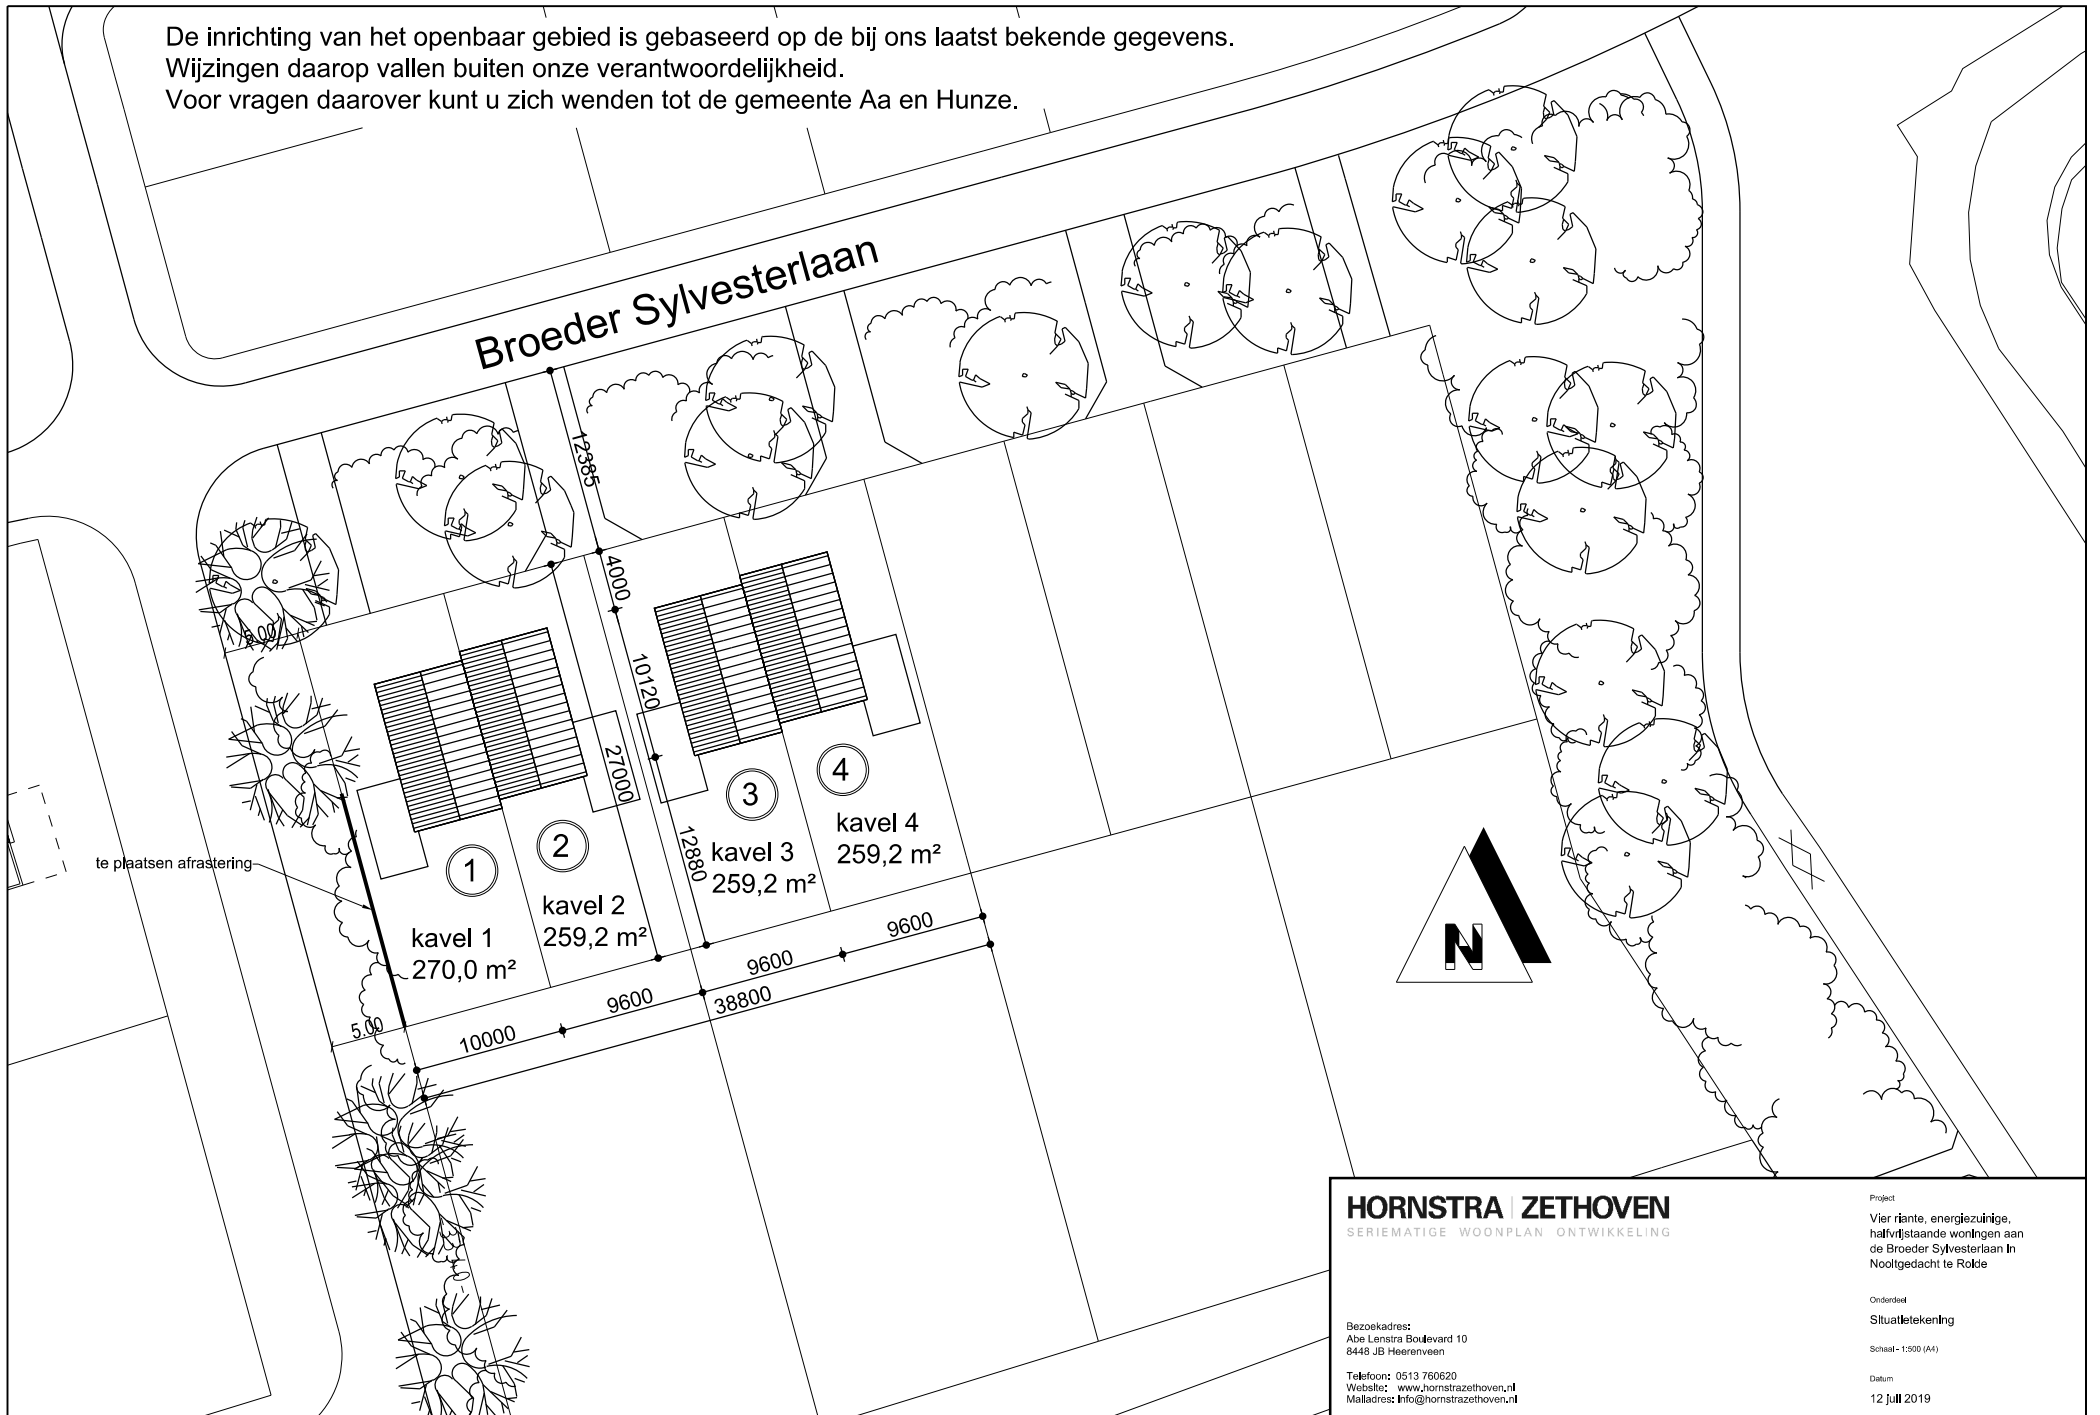 De inrichting van het openbaar gebied is gebaseerd op de bij ons laatst bekende gegevens.
Wijzingen daarop vallen buiten onze verantwoordelijkheid.
Voor vragen daarover kunt u zich wenden tot de gemeente Aa en Hunze.
Broeder Sylvesterlaan
12385
4000
10120
27000
12880
5.00
te plaatsen afrastering
1
2
3
4
kavel 1
270,0 m²
kavel 2
259,2 m²
kavel 3
259,2 m²
kavel 4
259,2 m²
5.00
10000
9600
9600
9600
38800
N
HORNSTRA | ZETHOVEN
SERIEMATIGE WOONPLAN ONTWIKKELING
Bezoekadres:
Abe Lenstra Boulevard 10
8448 JB Heerenveen
Telefoon: 0513 760620
Website: www.hornstrazethoven.nl
Mailadres: info@hornstrazethoven.nl
Project
Vier riante, energiezuinige,
halfvrijstaande woningen aan
de Broeder Sylvesterlaan in
Nooitgedacht te Rolde
Onderdeel
Situatietekening
Schaal - 1:500 (A4)
Datum
12 juli 2019